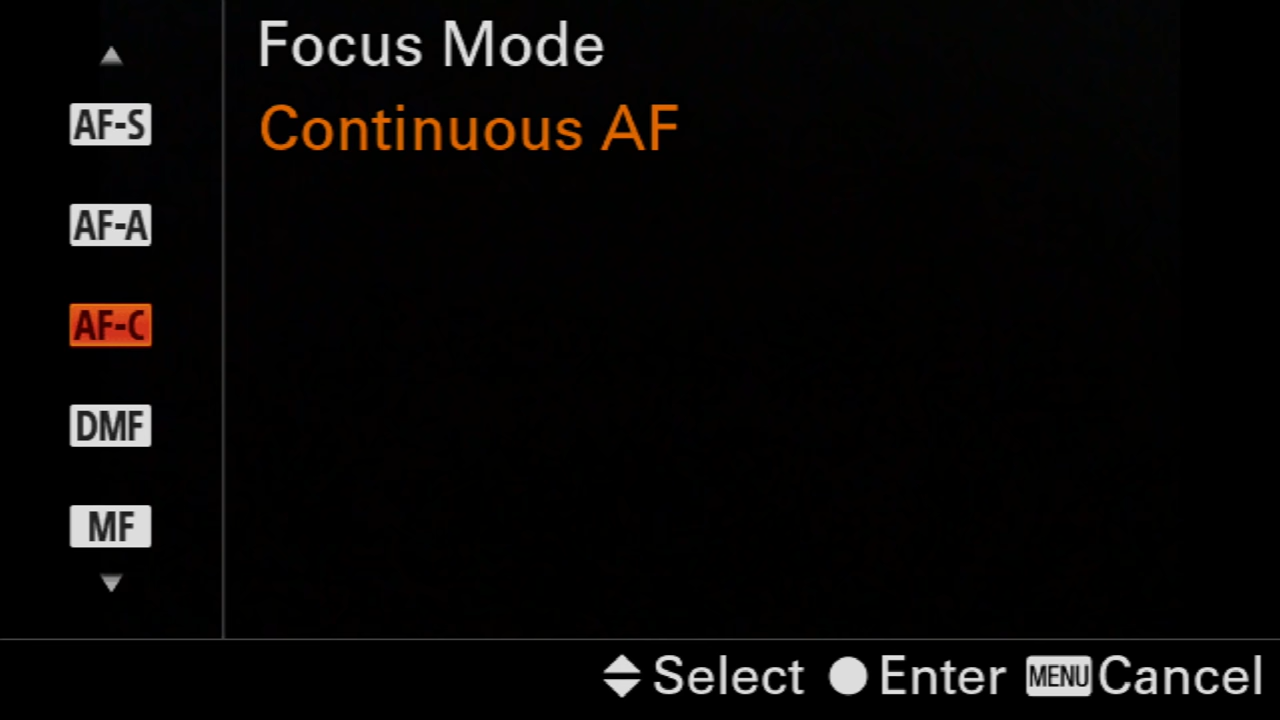 Focus Mode
Continuous AF
AF-S
AF-A
AF-C
DMF
MF
Select Enter MENU Cancel